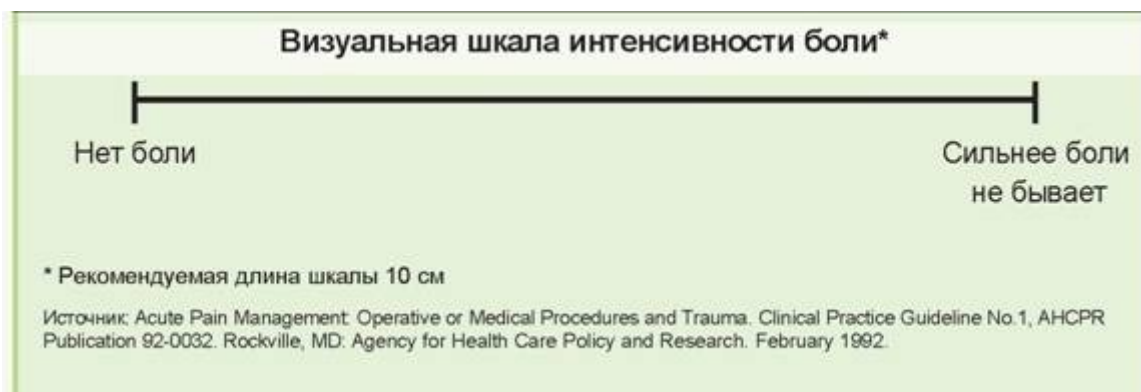 Визуальная шкала интенсивности боли*
Нет боли
Сильнее боли
не бывает
* Рекомендуемая длина шкалы 10 см
Источник: Acute Pain Management: Operative or Medical Procedures and Trauma. Clinical Practice Guideline No.1, AHCPR
Publication 92-0032. Rockville, MD: Agency for Health Care Policy and Research. February 1992.